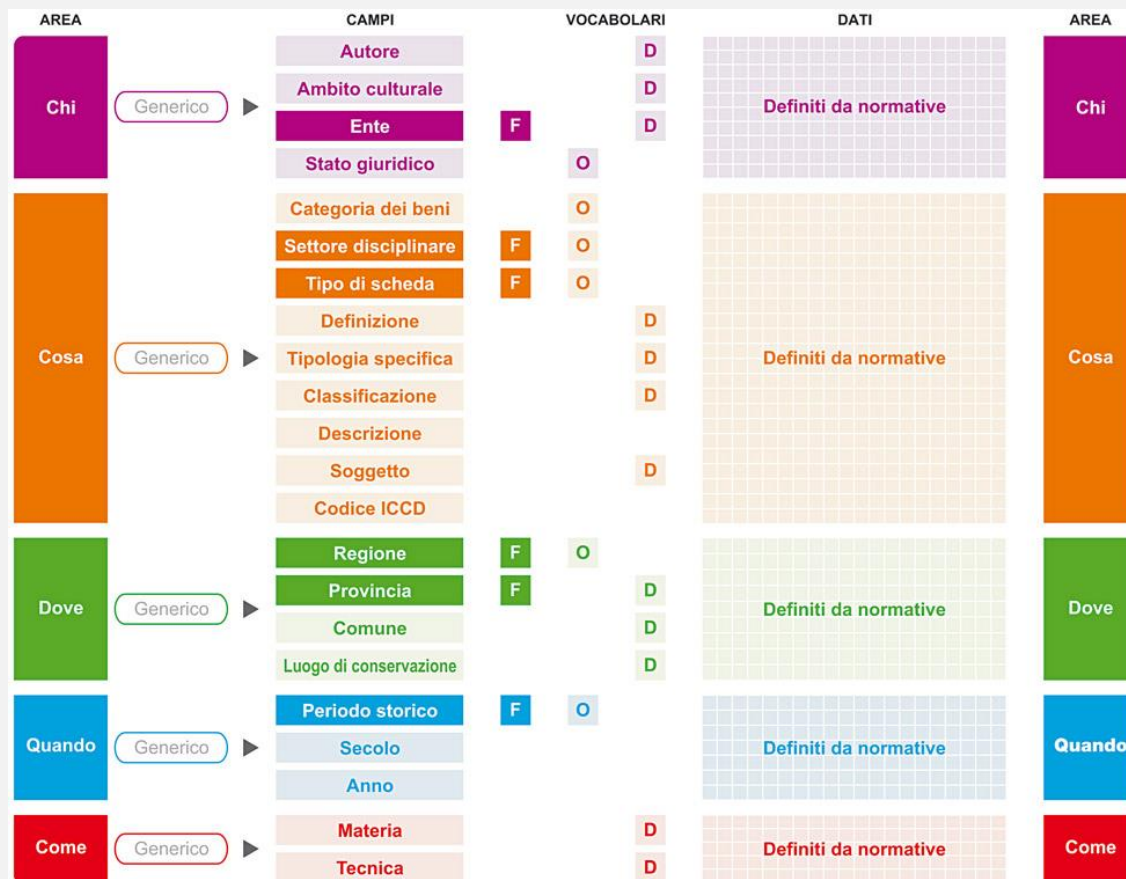 AREA CAMPI VOCABOLARI DATI AREA
Autore D
Ambito culturale D
Chi Generico Definiti da normative Chi
Ente F D
Stato giuridico O
Categoria dei beni O
Settore disciplinare F O
Tipo di scheda F O
Definizione D
Cosa Generico Tipologia specifica D Definiti da normative Cosa
Classificazione D
Descrizione
Soggetto D
Codice ICCD
Regione F O
Provincia F D
Dove Generico Definiti da normative Dove
Comune D
Luogo di conservazione D
Periodo storico F O
Quando Generico Secolo Definiti da normative Quando
Anno
Materia D
Come Generico Definiti da normative Come
Tecnica D